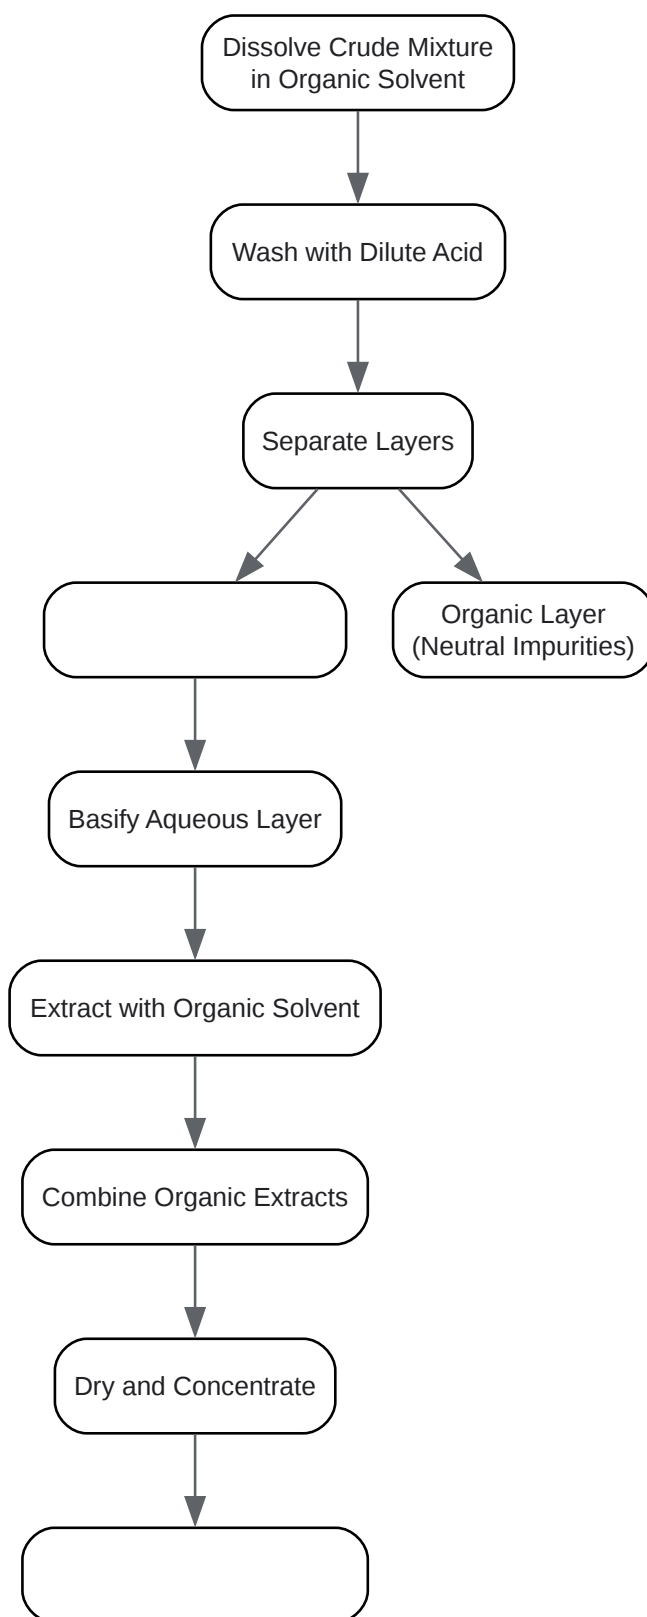 Dissolve Crude Mixture
in Organic Solvent
Wash with Dilute Acid
Separate Layers
Organic Layer
(Neutral Impurities)
Basify Aqueous Layer
Extract with Organic Solvent
Combine Organic Extracts
Dry and Concentrate